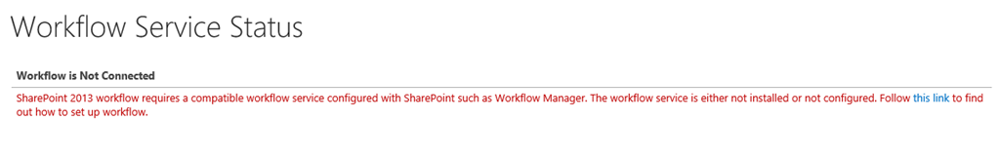 Workflow Service Status
Workflow is Not Connected
SharePoint 2013 workflow requires a compatible workflow service configured with SharePoint such as Workflow Manager. The workflow service is either not installed or not configured. Follow this link to find
out how to set up workflow.